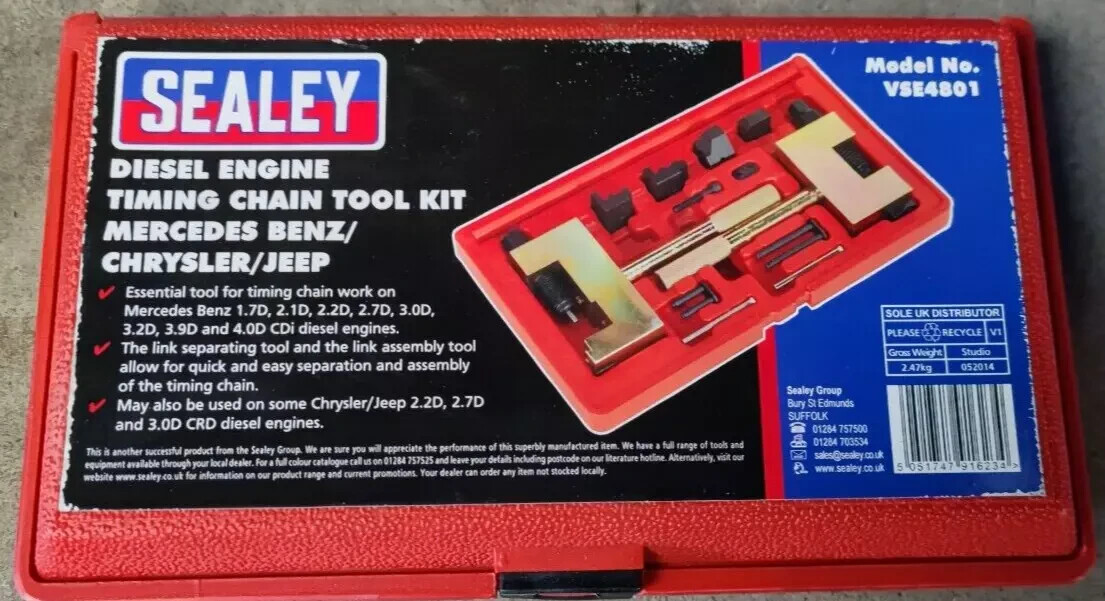 SEALEY
DIESEL ENGINE
TIMING CHAIN TOOL KIT
MERCEDES BENZ/
CHRYSLER/JEEP
✔ Essential tool for timing chain work on
Mercedes Benz 1.7D, 2.1D, 2.2D, 2.7D, 3.0D,
3.2D, 3.9D and 4.0D CDi diesel engines.
✔ The link separating tool and the link assembly tool
allow for quick and easy separation and assembly
of the timing chain.
✔ May also be used on some Chrysler/Jeep 2.2D, 2.7D
and 3.0D CRD diesel engines.
This is another successful product from the Sealey Group. We are sure you will appreciate the performance of this superbly manufactured item. We have a full range of tools and
equipment available through your local dealer. For a full colour catalogue call us on 01284 757525 and leave your details including postcode on our literature hotline. Alternatively, visit our
website www.sealey.co.uk for information on our product range and current promotions. Your dealer can order any item not stocked locally.
Model No.
VSE4801
SOLE UK DISTRIBUTOR
PLEASE RECYCLE V1
Gross Weight Studio
2.47kg 052014
Sealey Group
Bury St Edmunds
SUFFOLK
01284 757500
01284 703534
sales@sealey.co.uk
www.sealey.co.uk
5 051747 916234 >